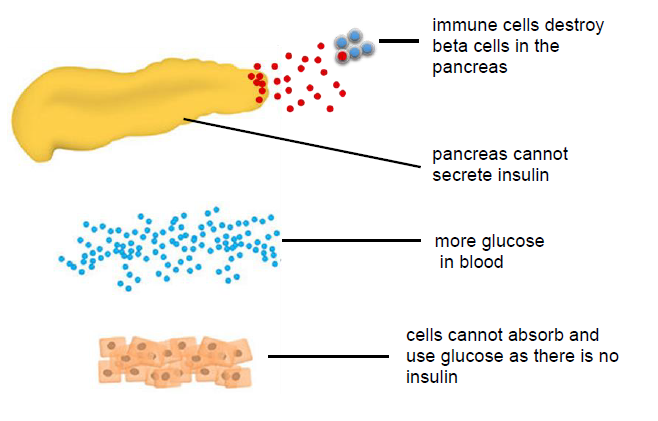 immune cells destroy
beta cells in the
pancreas
pancreas cannot
secrete insulin
more glucose
in blood
cells cannot absorb and
use glucose as there is no
insulin